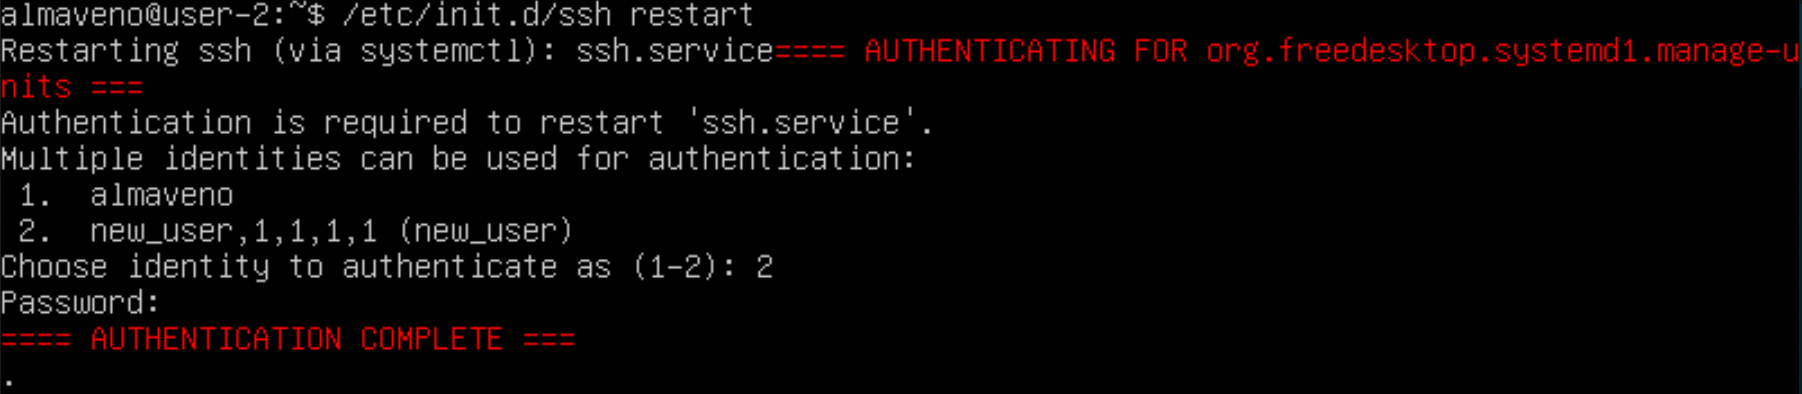 almaveno@user-2:~$ /etc/init.d/ssh restart
Restarting ssh (via systemctl): ssh.service==== AUTHENTICATING FOR org.freedesktop.systemd1.manage-u
nits ===
Authentication is required to restart 'ssh.service'.
Multiple identities can be used for authentication:
 1.  almaveno
 2.  new_user,1,1,1,1 (new_user)
Choose identity to authenticate as (1-2): 2
Password:
==== AUTHENTICATION COMPLETE ===
.